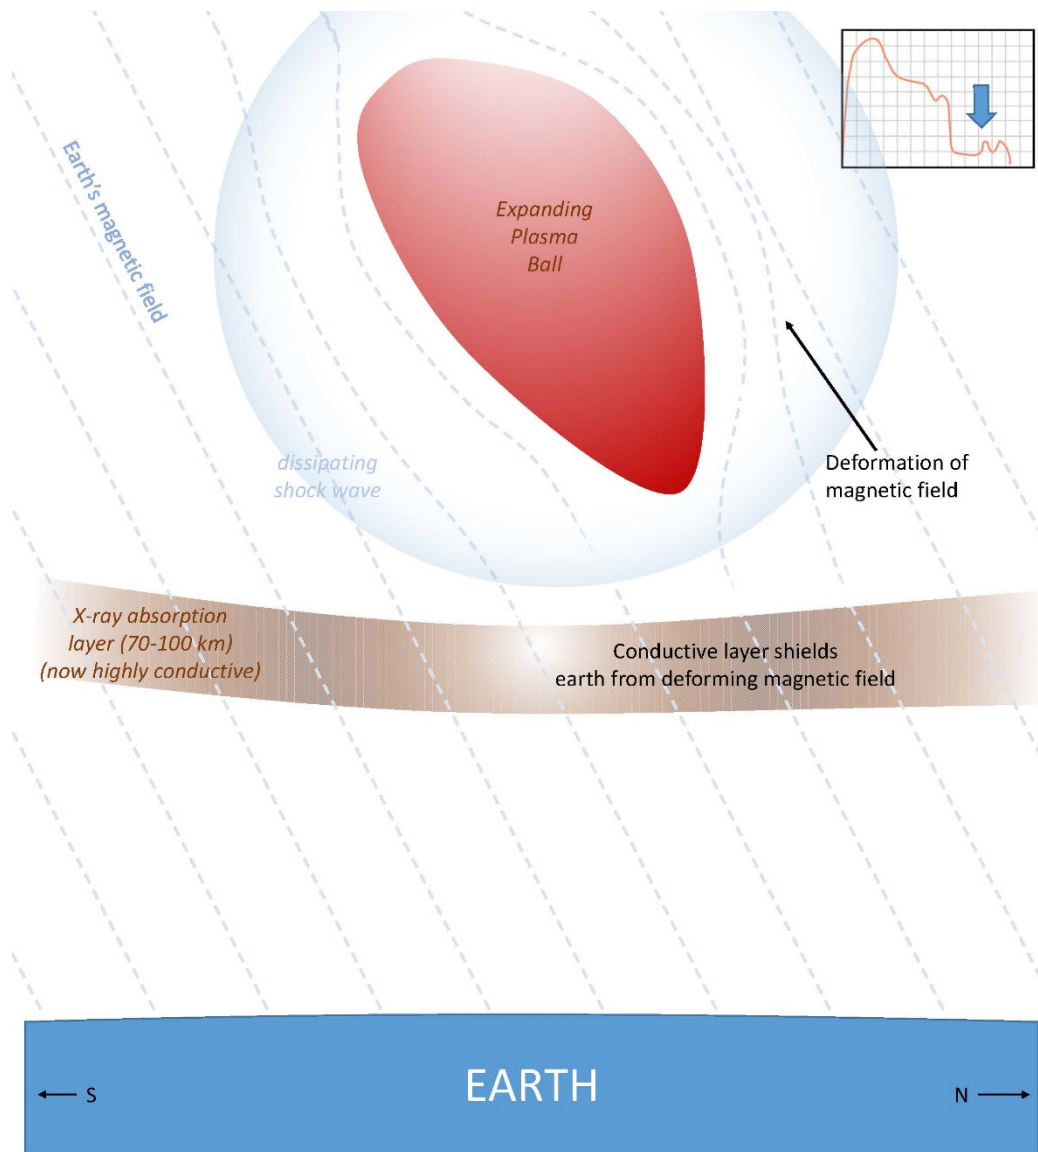 Earth's magnetic field
Expanding
Plasma
Ball
dissipating
shock wave
Deformation of
magnetic field
X-ray absorption
layer (70-100 km)
(now highly conductive)
Conductive layer shields
earth from deforming magnetic field
EARTH
S
N